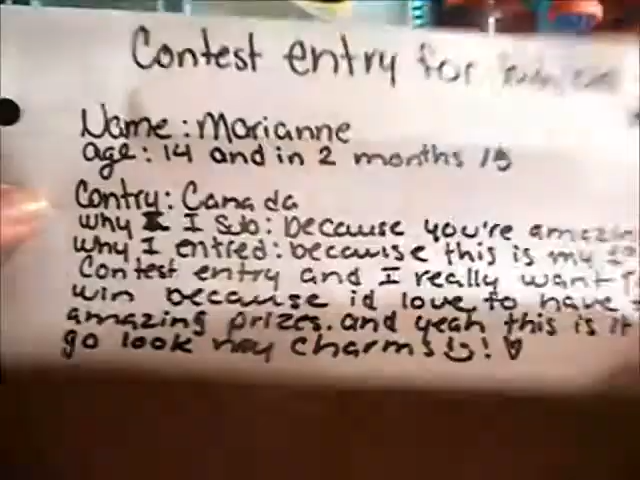 Contest entry for
Name : Marianne
age : 14 and in 2 months 15
Contry : Canada
why I sub : because you're
why I entred : because this is my
Contest entry and I really want
win because id love to have
amazing prizes. and yeah this is it
go look my charms ☺! ♥